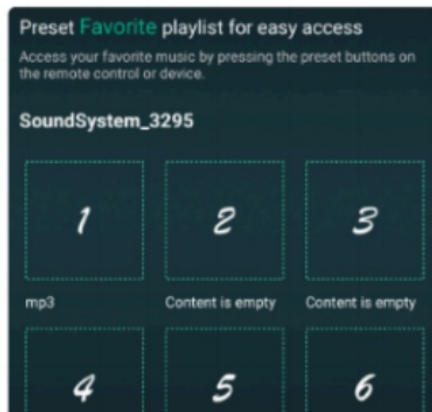 Preset Favorite playlist for easy access
Access your favorite music by pressing the preset buttons on
the remote control or device.
SoundSystem_3295
1 2 3
mp3 Content is empty Content is empty
4 5 6